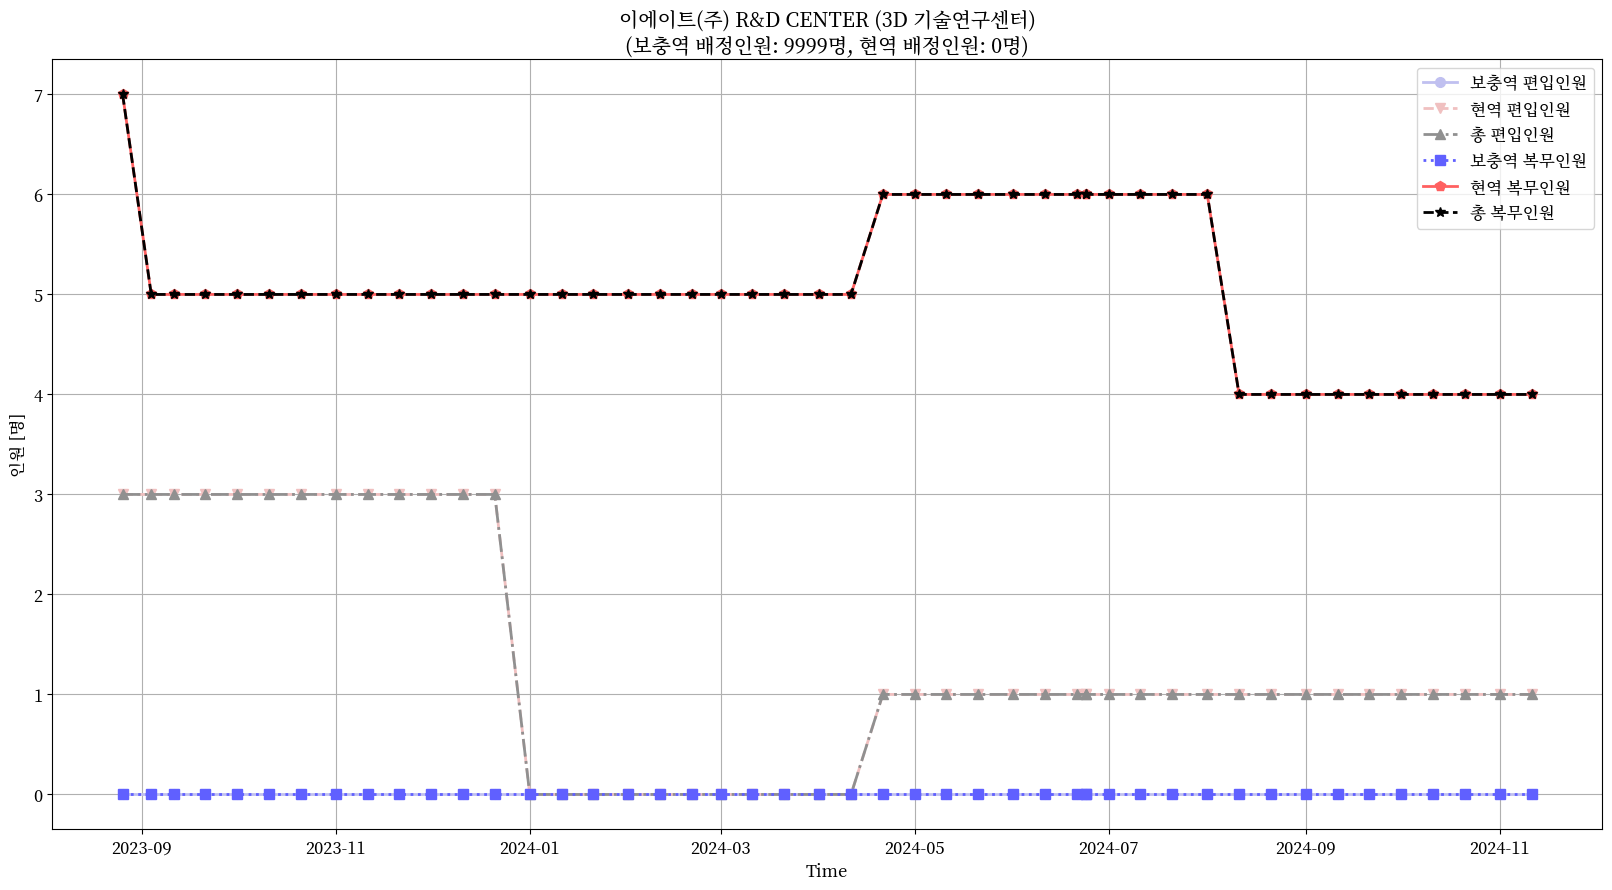 이에이트(주) R&D CENTER (3D 기술연구센터)
(보충역 배정인원: 9999명, 현역 배정인원: 0명)
보충역 편입인원
현역 편입인원
총 편입인원
보충역 복무인원
현역 복무인원
총 복무인원
인원 [명]
7
6
5
4
3
2
1
0
2023-09 2023-11 2024-01 2024-03 2024-05 2024-07 2024-09 2024-11
Time